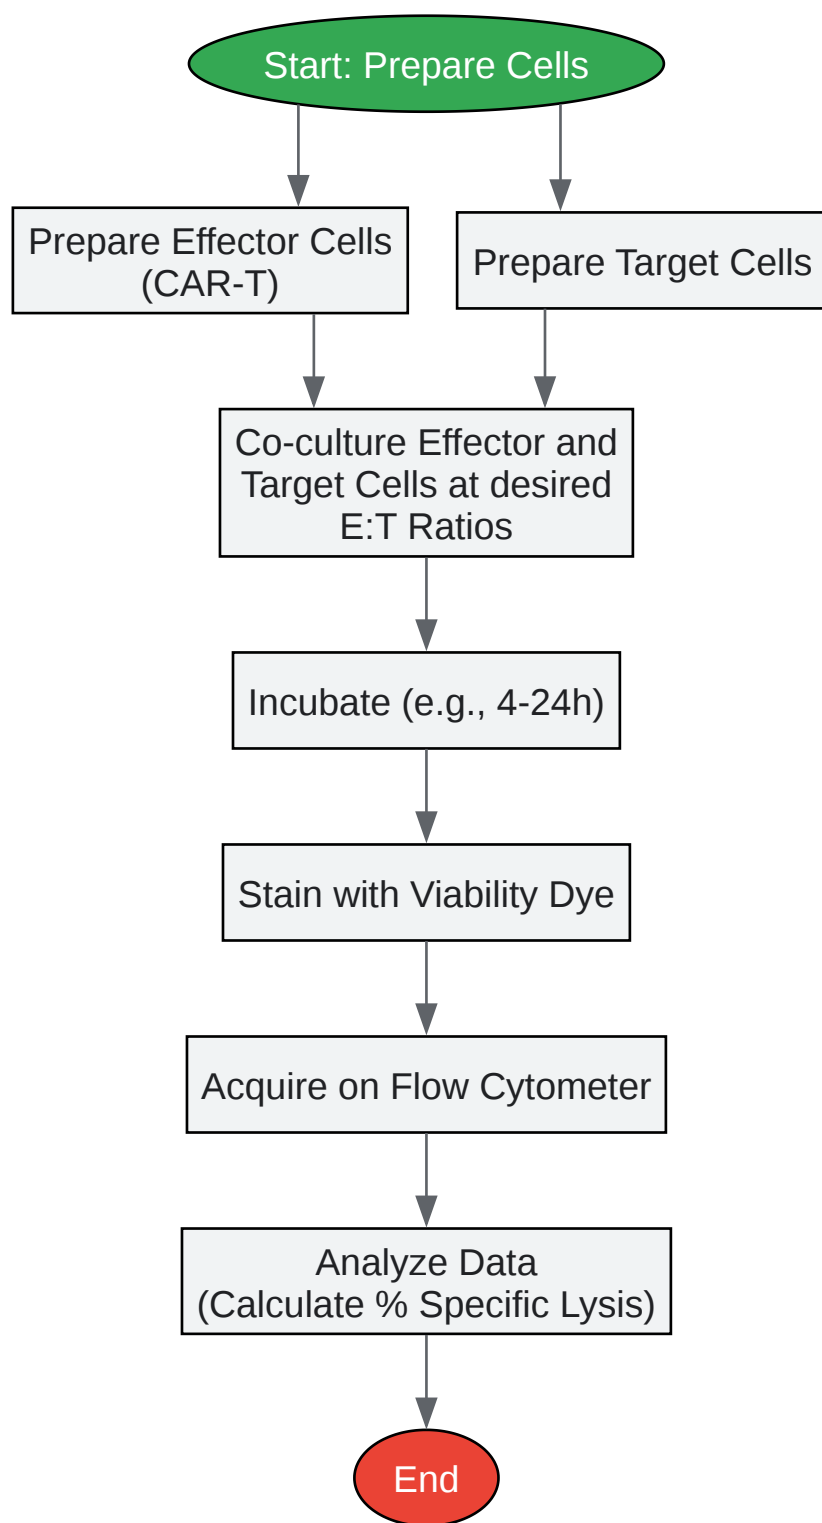 Start: Prepare Cells
Prepare Effector Cells
(CAR-T)
Prepare Target Cells
Co-culture Effector and
Target Cells at desired
E:T Ratios
Incubate (e.g., 4-24h)
Stain with Viability Dye
Acquire on Flow Cytometer
Analyze Data
(Calculate % Specific Lysis)
End